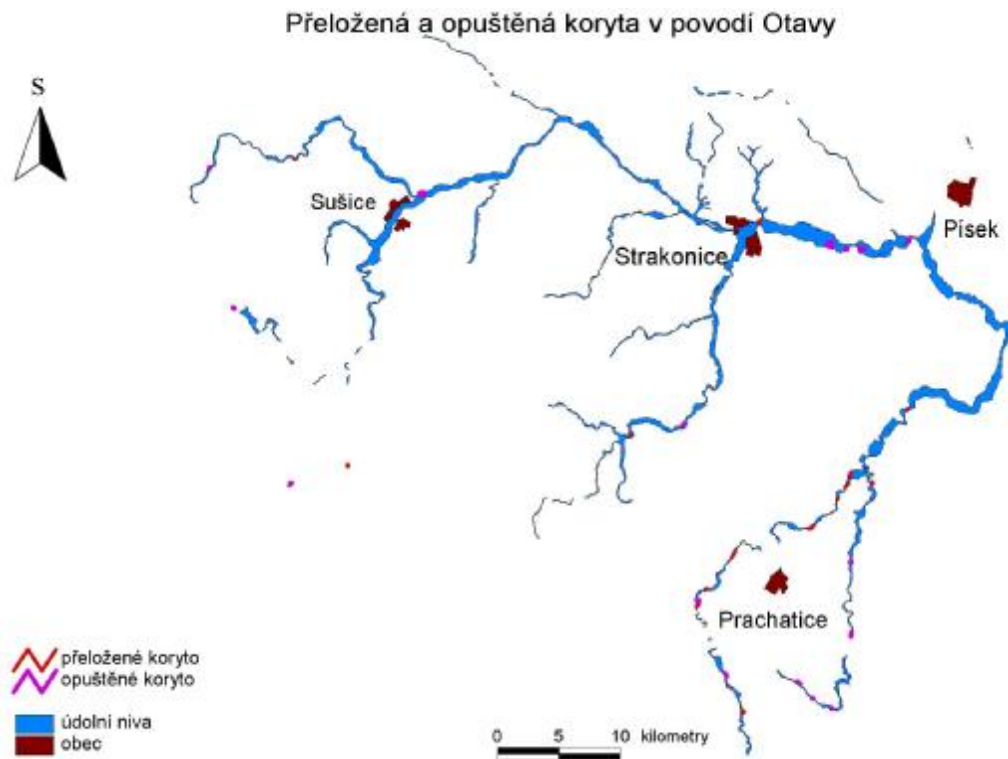 Přeložená a opuštěná koryta v povodí Otavy
S
Sušice
Strakonice
Písek
Prachatice
přeložené koryto
opuštěné koryto
údolní niva
obec
0 5 10 kilometry